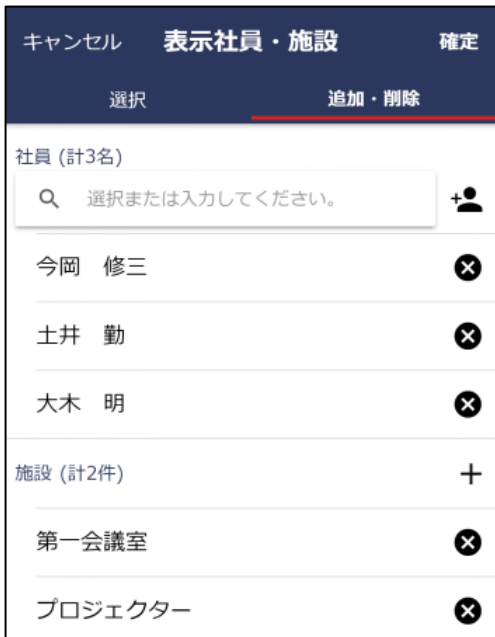 キャンセル 表示社員・施設 確定
選択 追加・削除
社員 (計3名)
選択または入力してください。
今岡　修三
土井　勤
大木　明
施設 (計2件)
第一会議室
プロジェクター